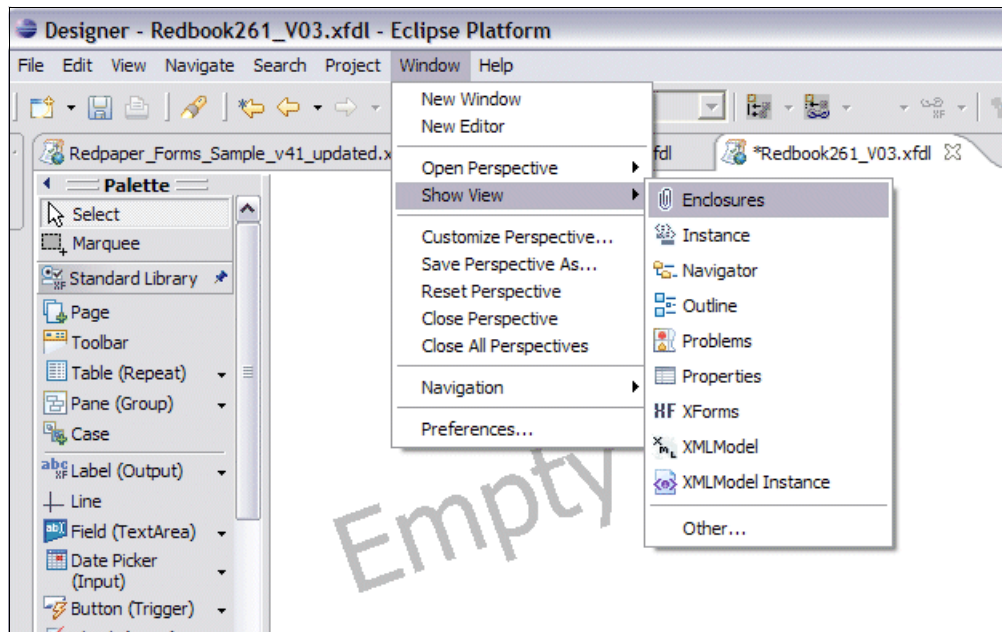 Designer - Redbook261_V03.xfdl - Eclipse Platform
File Edit View Navigate Search Project Window Help
Redpaper_Forms_Sample_v41_updated.x
fdl
*Redbook261_V03.xfdl
Palette
Select
Marquee
Standard Library
Page
Toolbar
Table (Repeat)
Pane (Group)
Case
Label (Output)
Line
Field (TextArea)
Date Picker
(Input)
Button (Trigger)
New Window
New Editor
Open Perspective
Show View
Customize Perspective...
Save Perspective As...
Reset Perspective
Close Perspective
Close All Perspectives
Navigation
Preferences...
Enclosures
Instance
Navigator
Outline
Problems
Properties
XForms
XMLModel
XMLModel Instance
Other...
Empty